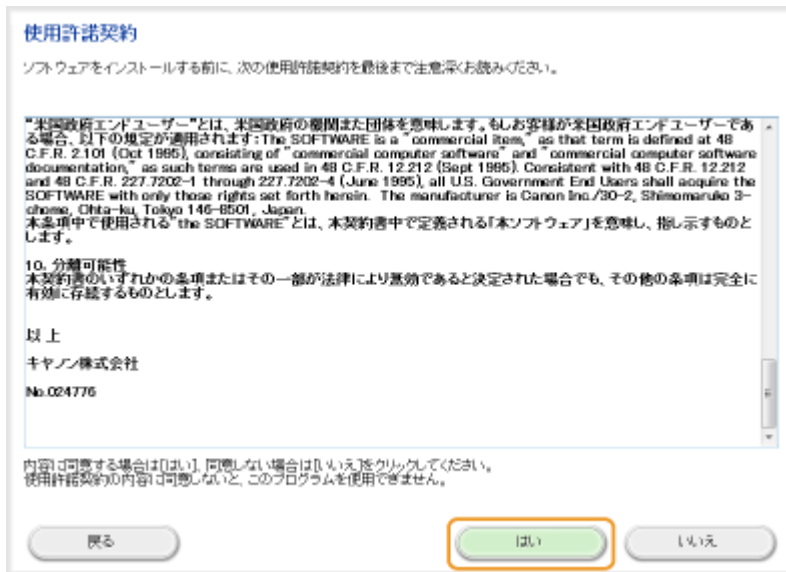 使用許諾契約
ソフトウェアをインストールする前に、次の使用許諾契約を最後まで注意深くお読みください。
"米国政府エンドユーザー"とは、米国政府の機関また団体を意味します。もしお客様が米国政府エンドユーザーであ
る場合、以下の規定が適用されます：The SOFTWARE is a "commercial item," as that term is defined at 48
C.F.R. 2.101 (Oct 1995), consisting of "commercial computer software" and "commercial computer software
documentation," as such terms are used in 48 C.F.R. 12.212 (Sept 1995). Consistent with 48 C.F.R. 12.212
and 48 C.F.R. 227.7202-1 through 227.7202-4 (June 1995), all U.S. Government End Users shall acquire the
SOFTWARE with only those rights set forth herein. The manufacturer is Canon Inc./30-2, Shimomaruko 3-
chome, Ohta-ku, Tokyo 146-8501, Japan.
本条項中で使用される"the SOFTWARE"とは、本契約書中で定義される「本ソフトウェア」を意味し、指し示すものと
します。
10. 分離可能性
本契約書のいずれかの条項またはその一部が法律により無効であると決定された場合でも、その他の条項は完全に
有効に存続するものとします。
以上
キヤノン株式会社
No.024776
内容に同意する場合は[はい]、同意しない場合は[いいえ]をクリックしてください。
使用許諾契約の内容に同意しないと、このプログラムを使用できません。
戻る
はい
いいえ